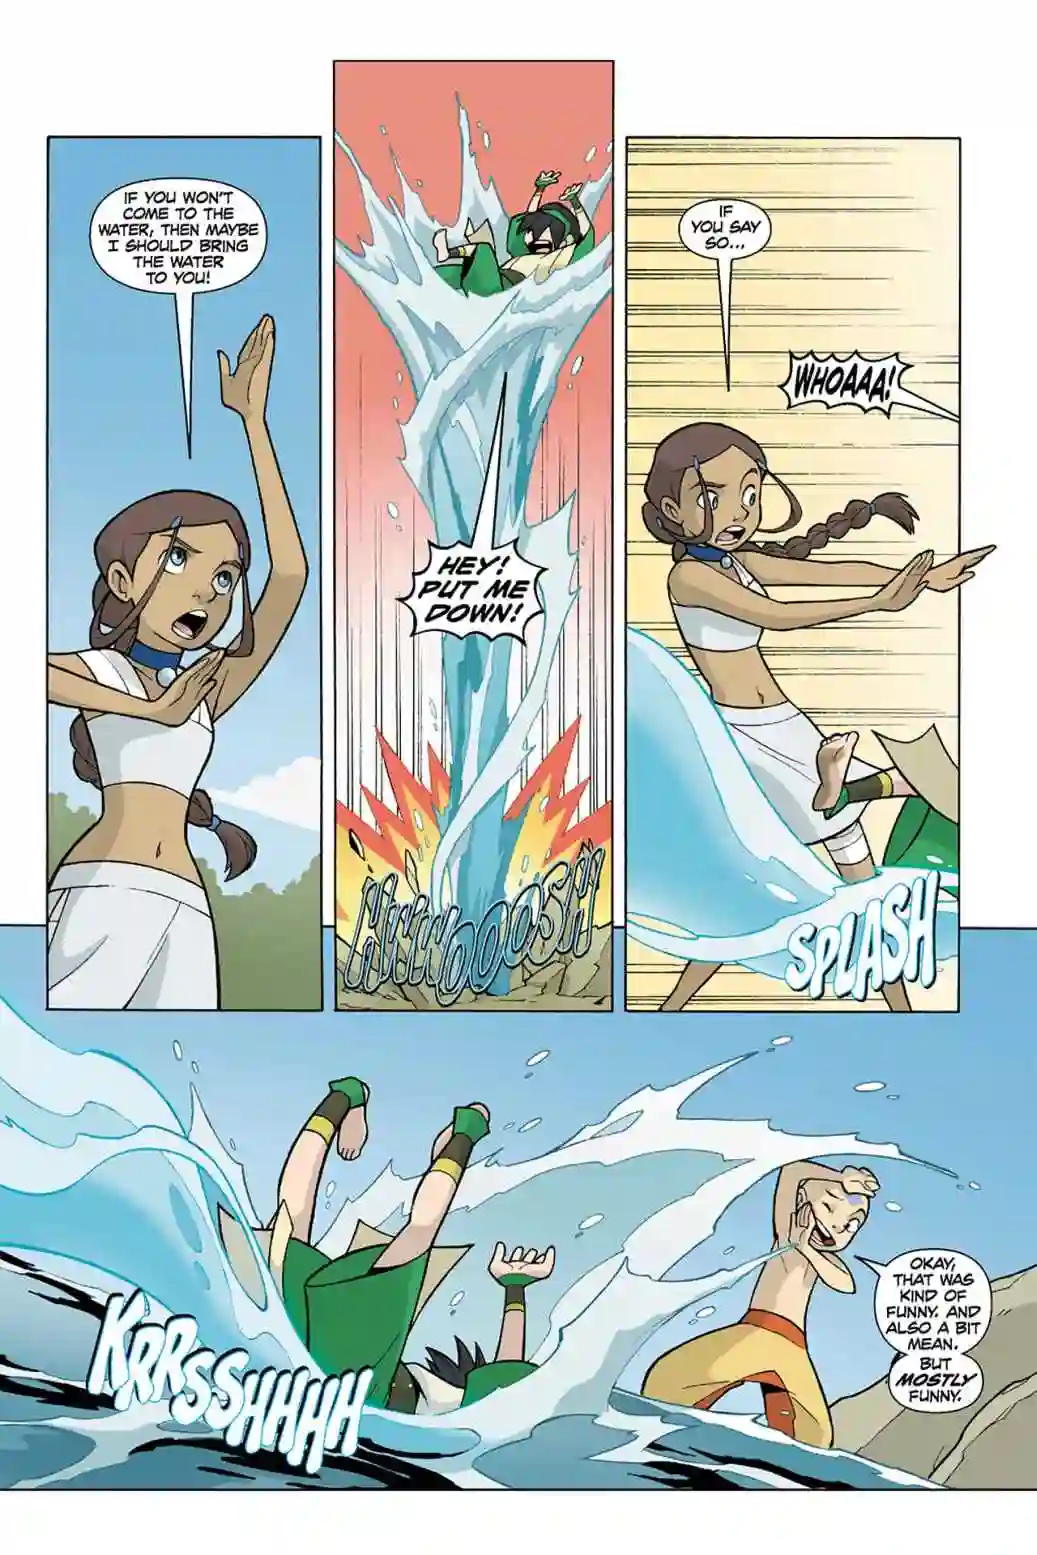 IF YOU WON'T
COME TO THE
WATER, THEN MAYBE
I SHOULD BRING
THE WATER
TO YOU!
HEY!
PUT ME
DOWN!
WWWOOOSH
IF
YOU SAY
SO...
WHOAAA!
SPLASH
KRRRSSSHHHH
OKAY,
THAT WAS
KIND OF
FUNNY. AND
ALSO A BIT
MEAN.
BUT
MOSTLY
FUNNY.